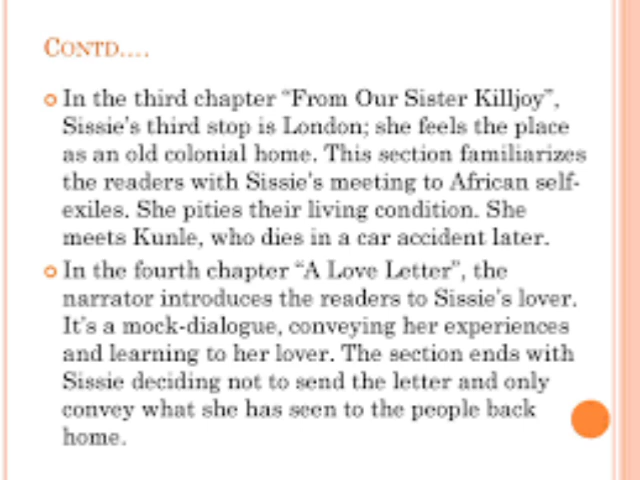 CONTD....
In the third chapter “From Our Sister Killjoy”,
Sissie’s third stop is London; she feels the place
as an old colonial home. This section familiarizes
the readers with Sissie’s meeting to African self-
exiles. She pities their living condition. She
meets Kunle, who dies in a car accident later.
In the fourth chapter “A Love Letter”, the
narrator introduces the readers to Sissie’s lover.
It’s a mock-dialogue, conveying her experiences
and learning to her lover. The section ends with
Sissie deciding not to send the letter and only
convey what she has seen to the people back
home.